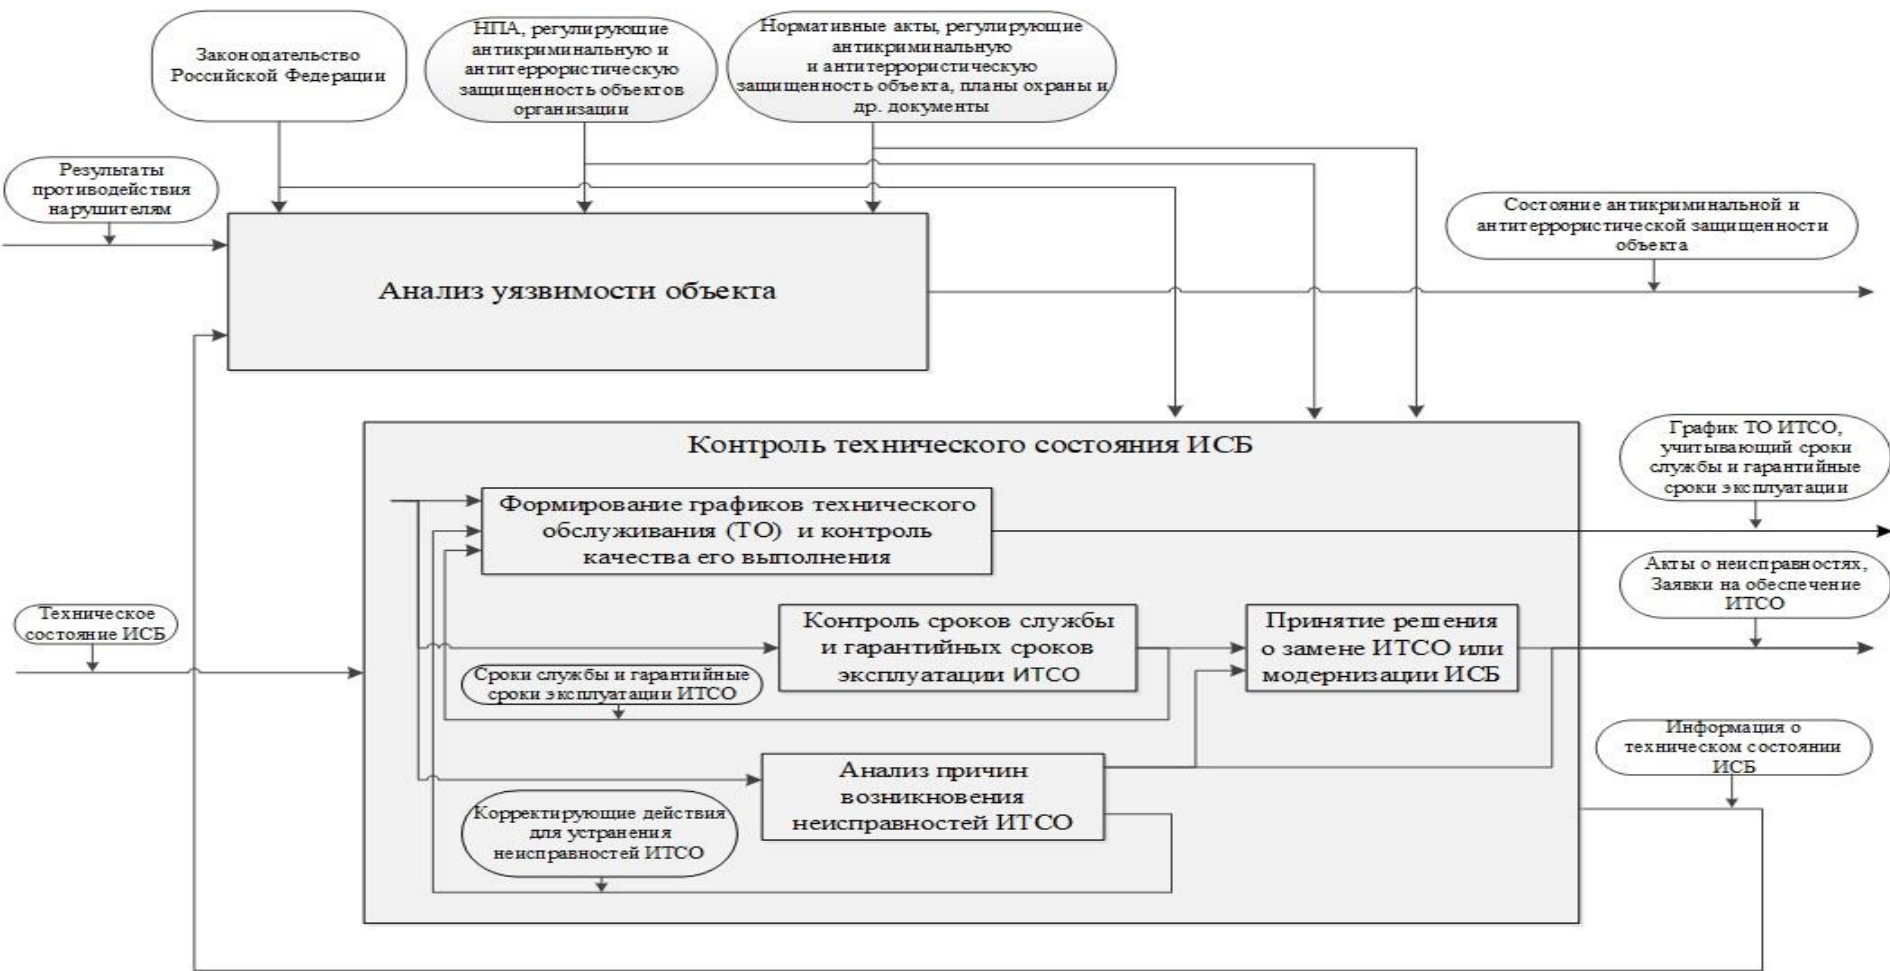 Законодательство
Российской Федерации
НПА, регулирующие
антикриминальную и
антитеррористическую
защищенность объектов
организации
Нормативные акты, регулирующие
антикриминальную
и антитеррористическую
защищенность объекта, планы охраны и
др. документы
Результаты
противодействия
нарушителям
Состояние антикриминальной и
антитеррористической защищенности
объекта
Анализ уязвимости объекта
Контроль технического состояния ИСБ
График ТО ИТСО,
учитывающий сроки
службы и гарантийные
сроки эксплуатации
Формирование графиков технического
обслуживания (ТО) и контроль
качества его выполнения
Акты о неисправностях,
Заявки на обеспечение
ИТСО
Техническое
состояние ИСБ
Контроль сроков службы
и гарантийных сроков
эксплуатации ИТСО
Принятие решения
о замене ИТСО или
модернизации ИСБ
Сроки службы и гарантийные
сроки эксплуатации ИТСО
Информация о
техническом состоянии
ИСБ
Анализ причин
возникновения
неисправностей ИТСО
Корректирующие действия
для устранения
неисправностей ИТСО